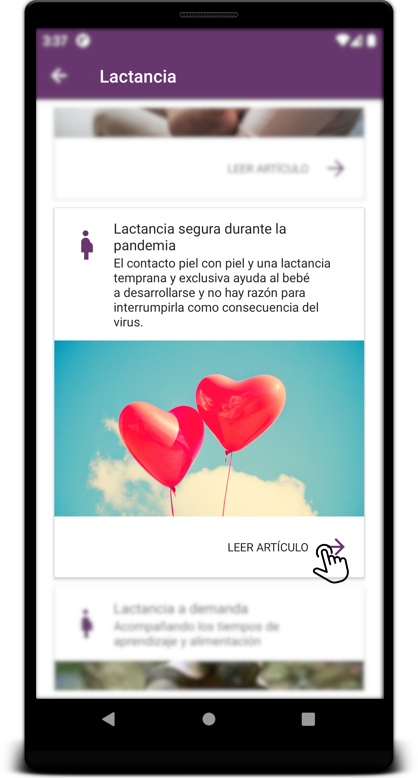 3:37
Lactancia
LEER ARTÍCULO
Lactancia segura durante la
pandemia
El contacto piel con piel y una lactancia
temprana y exclusiva ayuda al bebé
a desarrollarse y no hay razón para
interrumpirla como consecuencia del
virus.
LEER ARTÍCULO
Lactancia a demanda
Acompañando los tiempos de
aprendizaje y alimentación